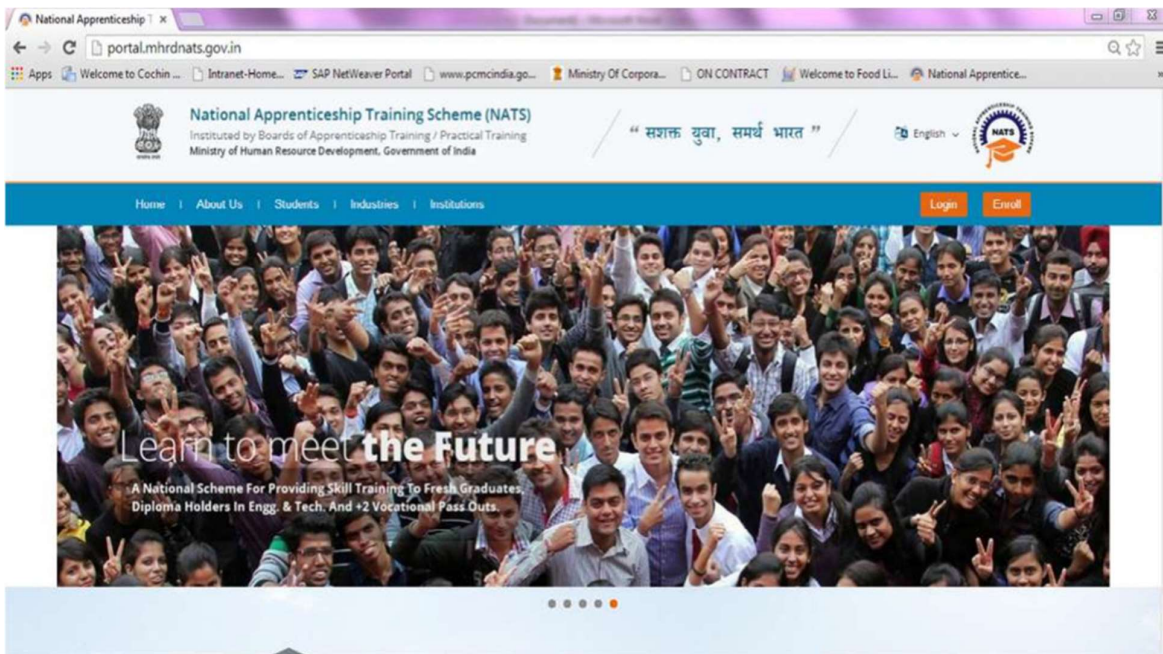 National Apprenticeship T
portal.mhrdnats.gov.in
Apps Welcome to Cochin ... Intranet-Home... SAP NetWeaver Portal www.pcmcindia.go... Ministry Of Corpora... ON CONTRACT Welcome to Food Li... National Apprentice...
National Apprenticeship Training Scheme (NATS)
Instituted by Boards of Apprenticeship Training / Practical Training
Ministry of Human Resource Development, Government of India
“ सशक्त युवा, समर्थ भारत ”
English
NATS
Home | About Us | Students | Industries | Institutions
Login Enroll
Learn to meet the Future
A National Scheme For Providing Skill Training To Fresh Graduates,
Diploma Holders In Engg. & Tech. And +2 Vocational Pass Outs.